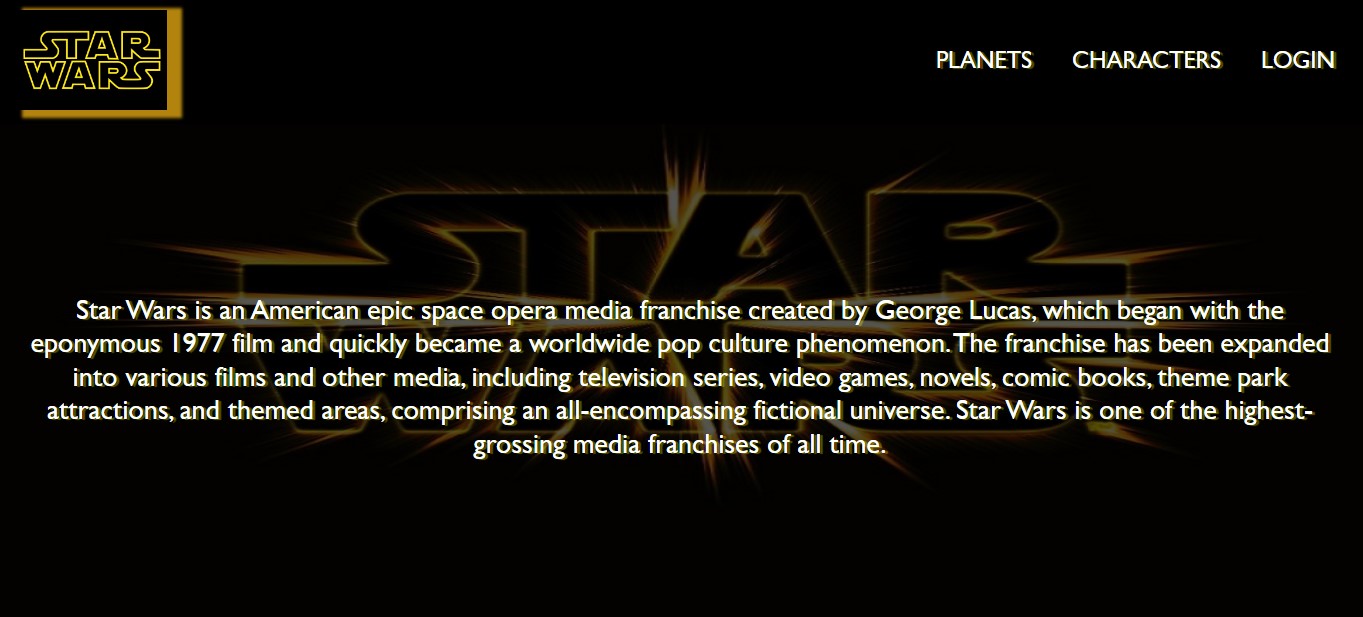 STAR
WARS
PLANETS CHARACTERS LOGIN
STAR
WARS
Star Wars is an American epic space opera media franchise created by George Lucas, which began with the
eponymous 1977 film and quickly became a worldwide pop culture phenomenon. The franchise has been expanded
into various films and other media, including television series, video games, novels, comic books, theme park
attractions, and themed areas, comprising an all-encompassing fictional universe. Star Wars is one of the highest-
grossing media franchises of all time.